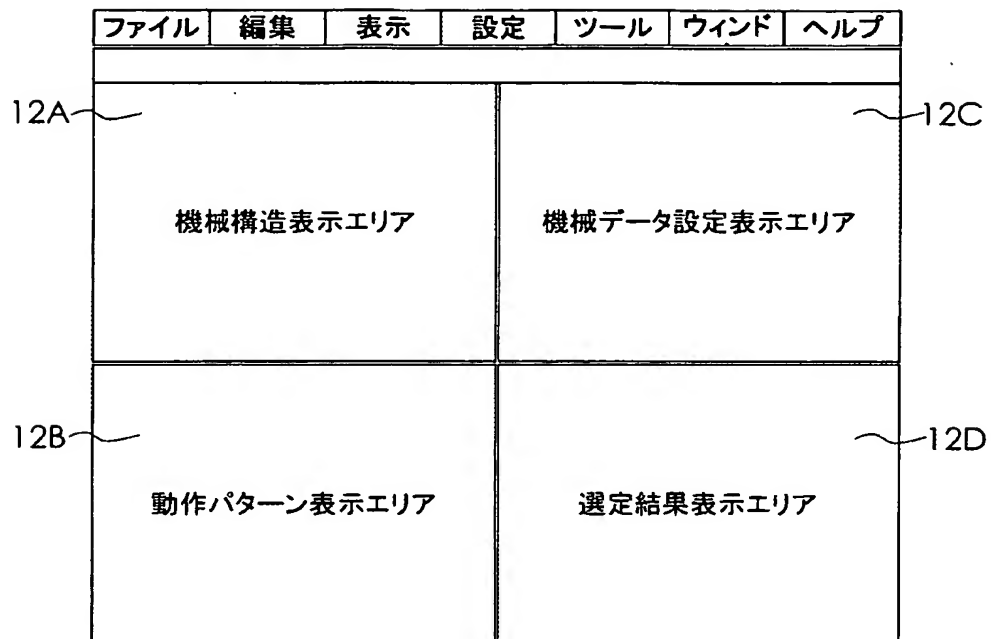 ファイル 編集 表示 設定 ツール ウィンド ヘルプ
12A 12C
機械構造表示エリア 機械データ設定表示エリア
12B 12D
動作パターン表示エリア 選定結果表示エリア